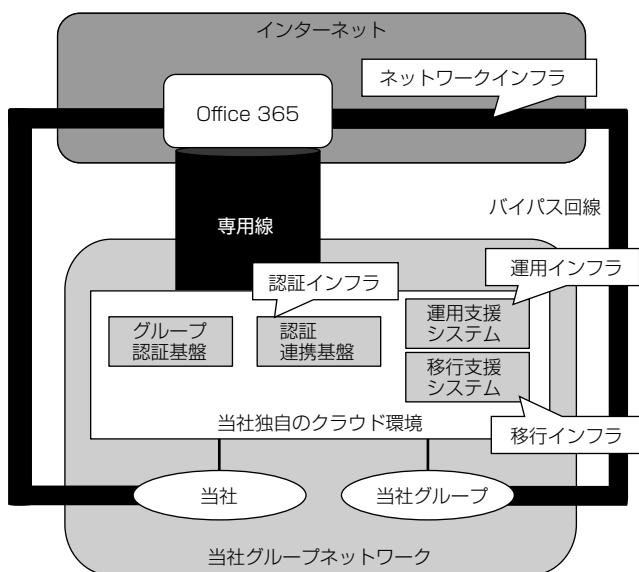 インターネット
ネットワークインフラ
Office 365
専用線
バイパス回線
認証インフラ
運用インフラ
グループ
認証基盤
認証
連携基盤
運用支援
システム
移行支援
システム
当社独自のクラウド環境
移行インフラ
当社
当社グループ
当社グループネットワーク